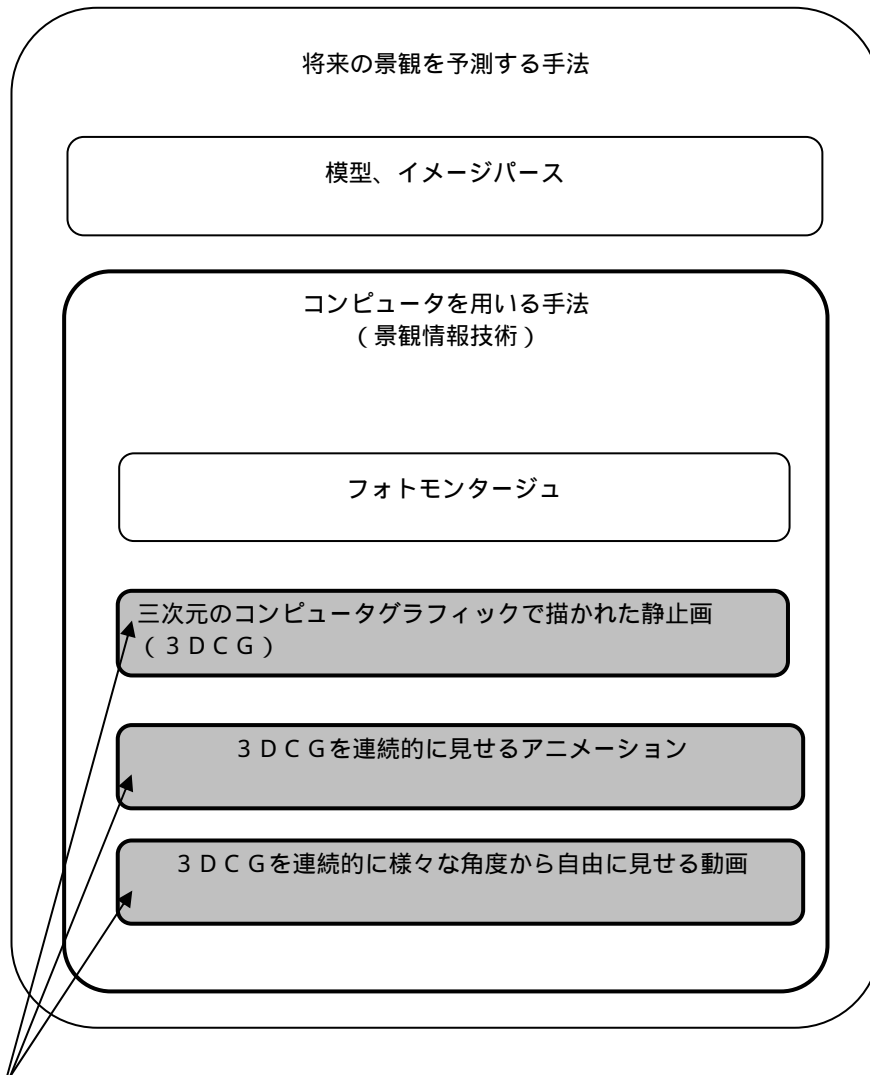 将来の景観を予測する手法
模型、イメージパース
コンピュータを用いる手法
（景観情報技術）
フォトモンタージュ
三次元のコンピュータグラフィックで描かれた静止画
（３ＤＣＧ）
３ＤＣＧを連続的に見せるアニメーション
３ＤＣＧを連続的に様々な角度から自由に見せる動画